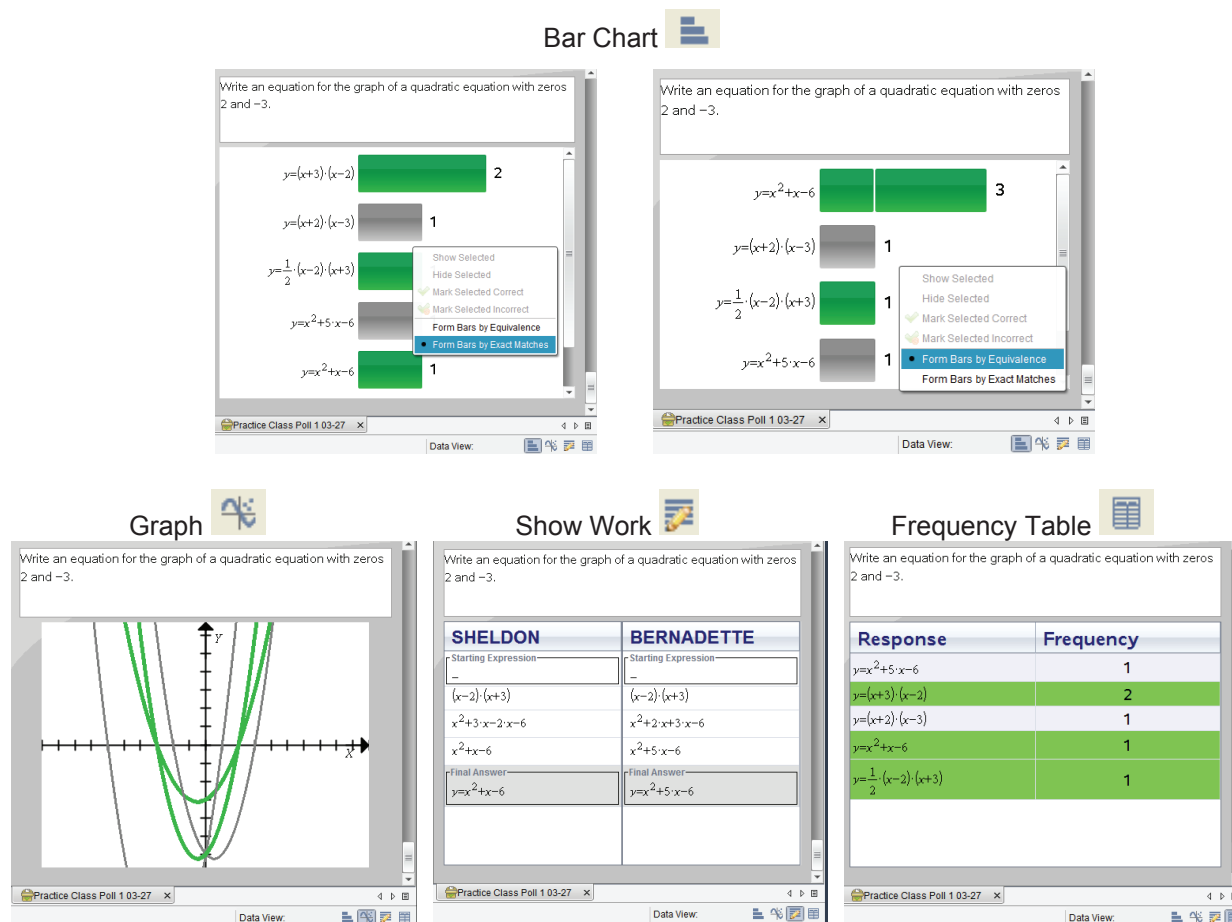 Bar Chart
Write an equation for the graph of a quadratic equation with zeros
2 and −3.
y=(x+3)·(x−2)
2
y=(x+2)·(x−3)
1
y=1/2·(x−2)·(x+3)
y=x²+5·x−6
y=x²+x−6
1
Show Selected
Hide Selected
Mark Selected Correct
Mark Selected Incorrect
Form Bars by Equivalence
Form Bars by Exact Matches
Practice Class Poll 1 03-27
Data View:
Write an equation for the graph of a quadratic equation with zeros
2 and −3.
y=x²+x−6
3
y=(x+2)·(x−3)
1
y=1/2·(x−2)·(x+3)
1
y=x²+5·x−6
1
Show Selected
Hide Selected
Mark Selected Correct
Mark Selected Incorrect
Form Bars by Equivalence
Form Bars by Exact Matches
Practice Class Poll 1 03-27
Data View:
Graph
Write an equation for the graph of a quadratic equation with zeros
2 and −3.
Y
X
Practice Class Poll 1 03-27
Data View:
Show Work
Write an equation for the graph of a quadratic equation with zeros
2 and −3.
SHELDON BERNADETTE
Starting Expression Starting Expression
_ _
(x−2)·(x+3) (x−2)·(x+3)
x²+3·x−2·x−6 x²+2·x+3·x−6
x²+x−6 x²+5·x−6
Final Answer Final Answer
y=x²+x−6 y=x²+5·x−6
Practice Class Poll 1 03-27
Data View:
Frequency Table
Write an equation for the graph of a quadratic equation with zeros
2 and −3.
Response Frequency
y=x²+5·x−6 1
y=(x+3)·(x−2) 2
y=(x+2)·(x−3) 1
y=x²+x−6 1
y=1/2·(x−2)·(x+3) 1
Practice Class Poll 1 03-27
Data View: